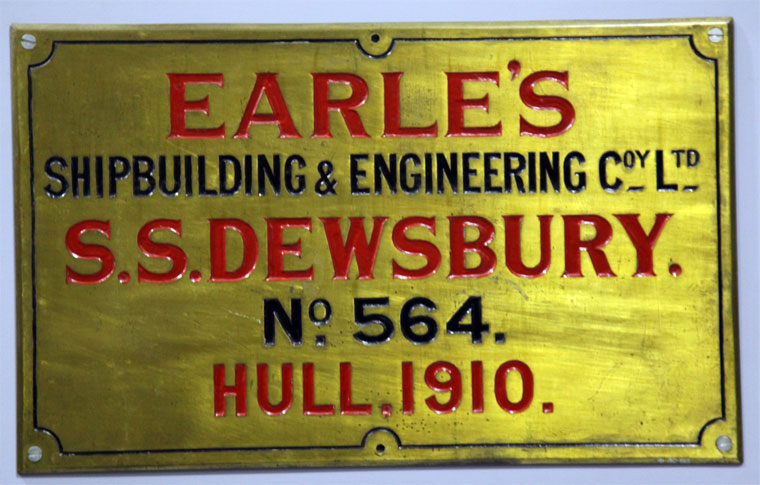 EARLE'S
SHIPBUILDING & ENGINEERING COY LTD
S.S.DEWSBURY.
No. 564.
HULL,1910.